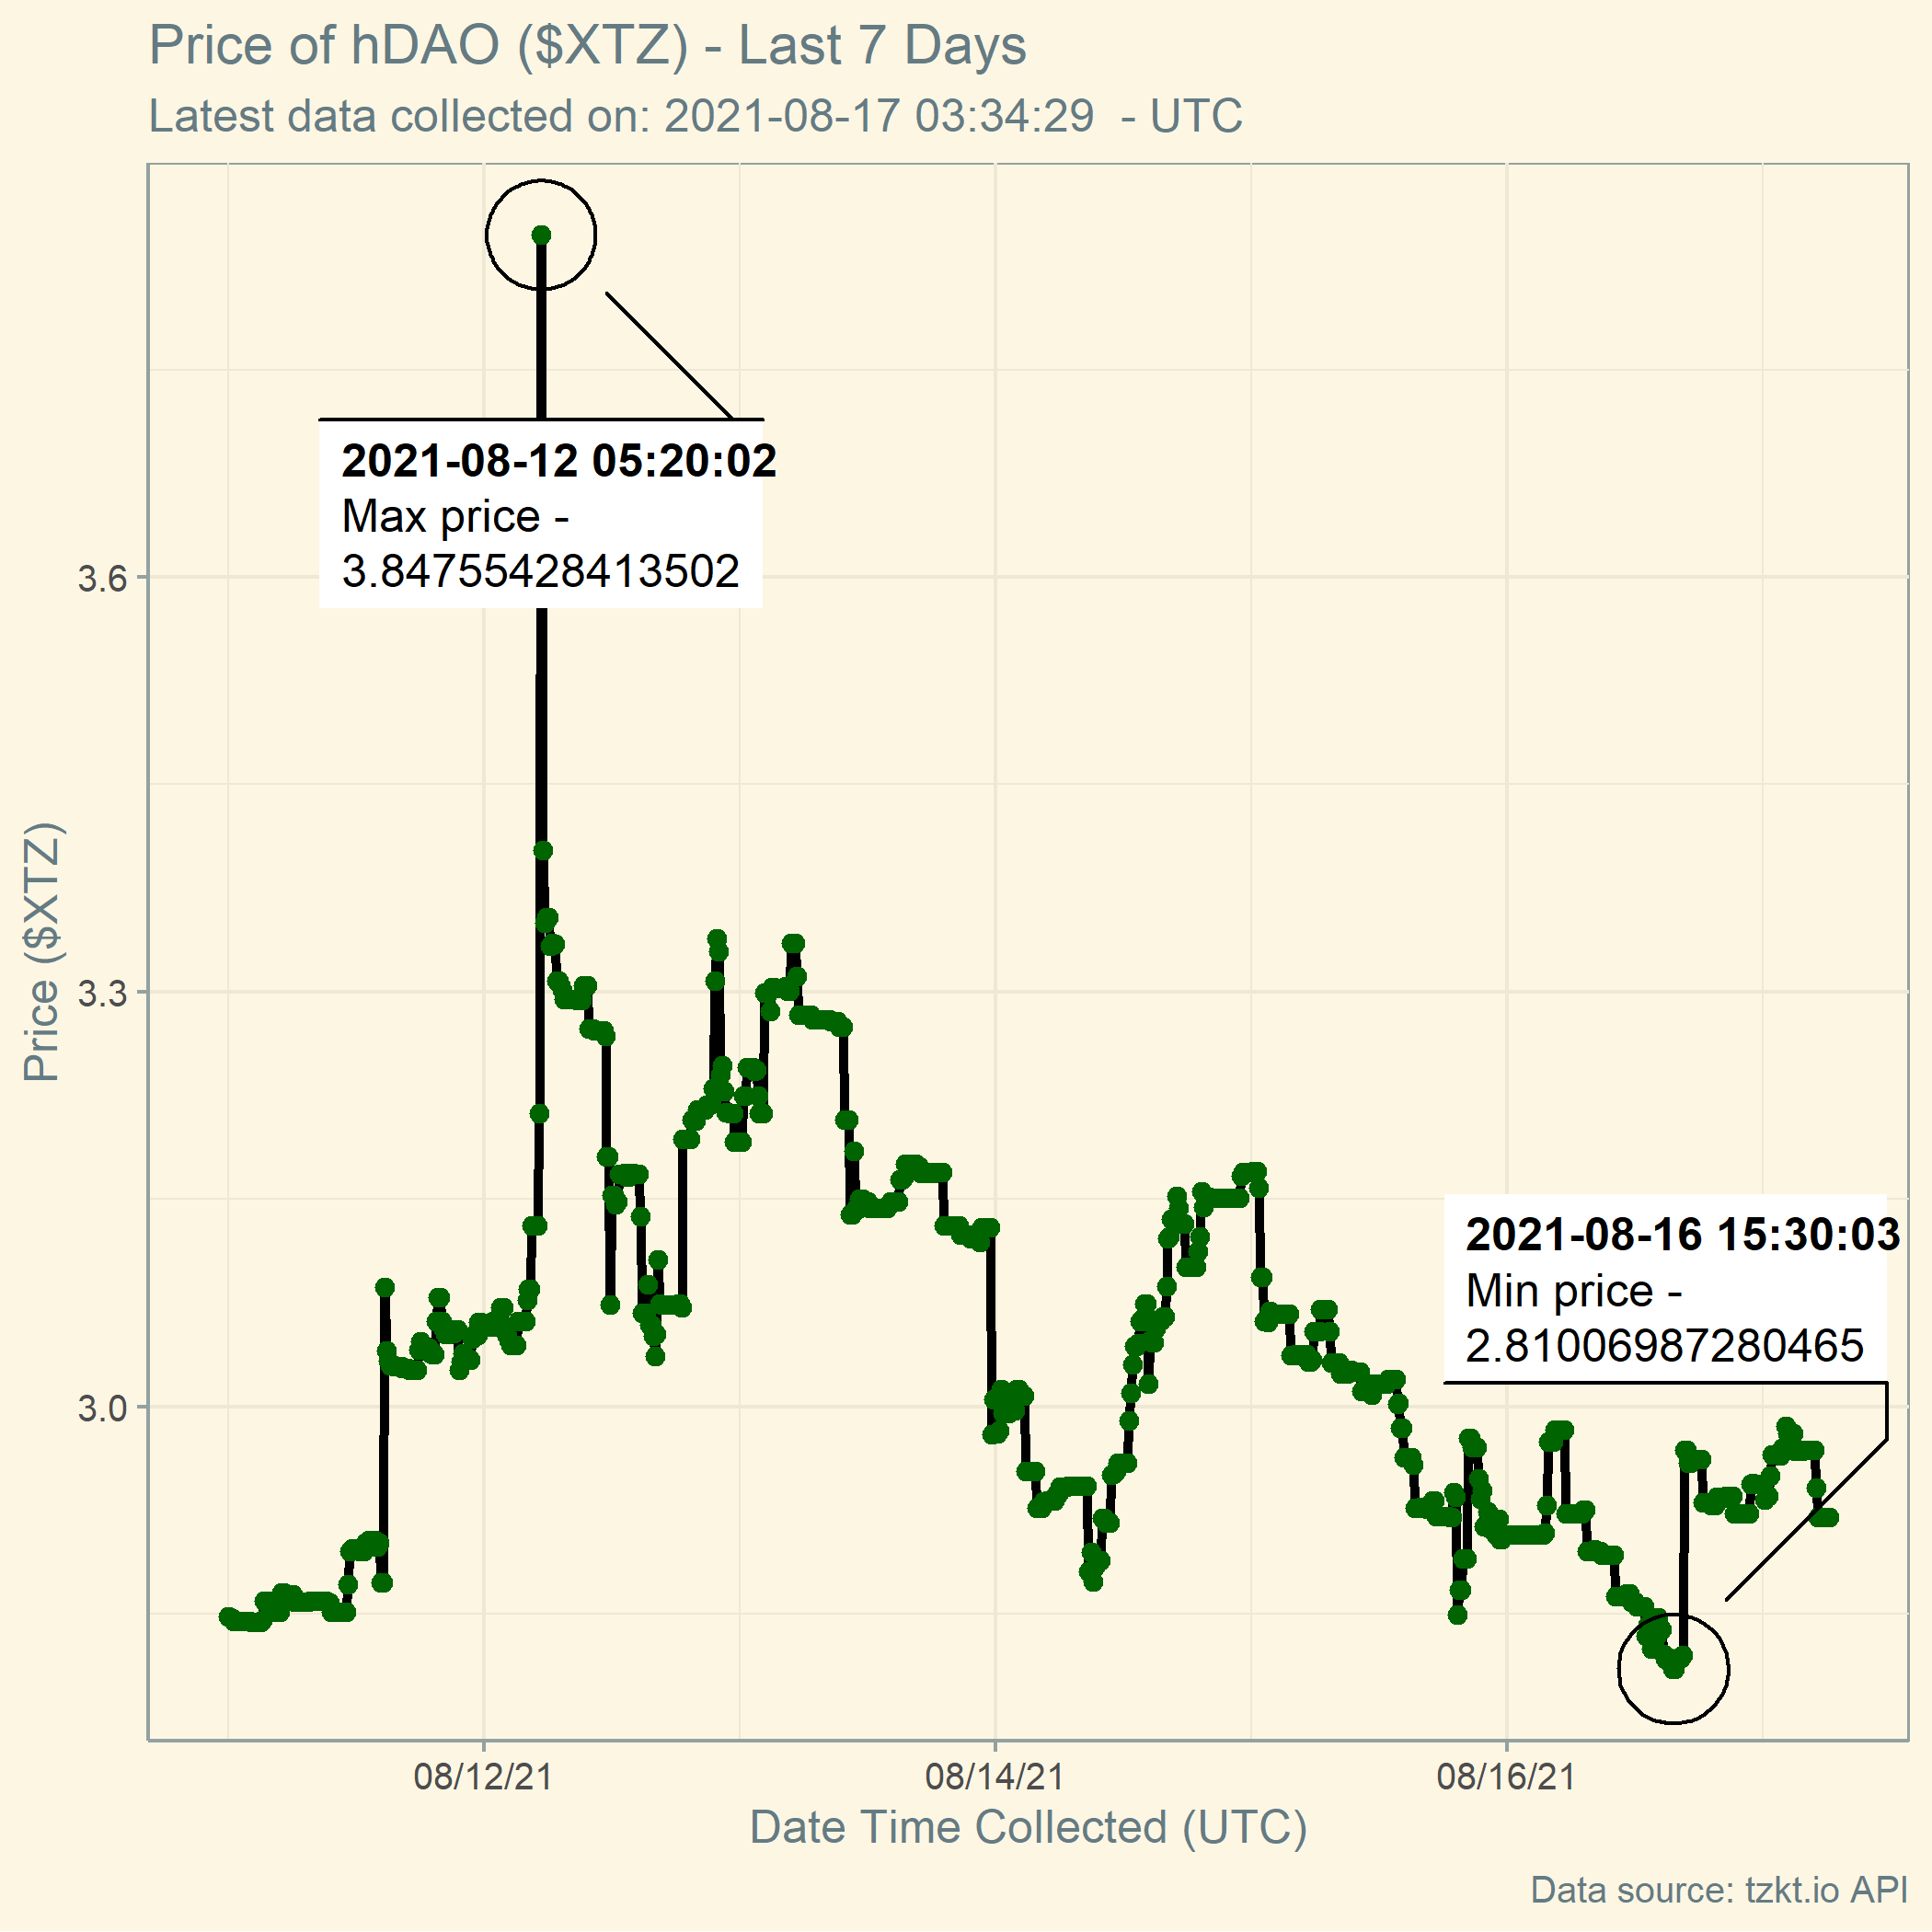 Price of hDAO ($XTZ) - Last 7 Days
Latest data collected on: 2021-08-17 03:34:29  - UTC
2021-08-12 05:20:02
Max price -
3.84755428413502
3.6
Price ($XTZ)
3.3
2021-08-16 15:30:03
Min price -
2.81006987280465
3.0
08/12/21
08/14/21
08/16/21
Date Time Collected (UTC)
Data source: tzkt.io API